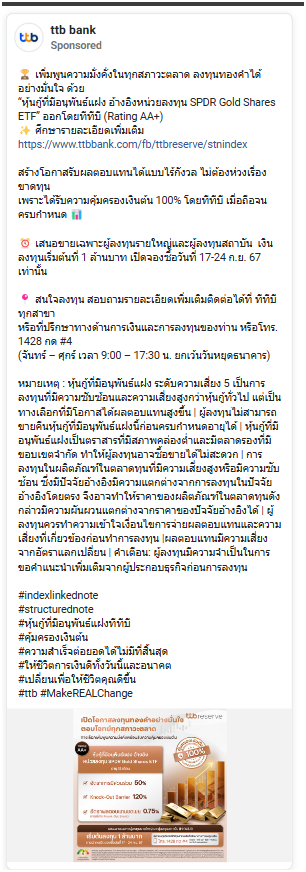 ttb
ttb bank
Sponsored
🏆 เพิ่มพูนความมั่งคั่งในทุกสภาวะตลาด ลงทุนทองคำได้
อย่างมั่นใจ ด้วย
"หุ้นกู้ที่มีอนุพันธ์แฝง อ้างอิงหน่วยลงทุน SPDR Gold Shares
ETF" ออกโดยทีทีบี (Rating AA+)
✨ ศึกษารายละเอียดเพิ่มเติม
https://www.ttbbank.com/fb/ttbreserve/stnindex
สร้างโอกาสรับผลตอบแทนได้แบบไร้กังวล ไม่ต้องห่วงเรื่อง
ขาดทุน
เพราะได้รับความคุ้มครองเงินต้น 100% โดยทีทีบี เมื่อถือจน
ครบกำหนด 📊
⏰ เสนอขายเฉพาะผู้ลงทุนรายใหญ่และผู้ลงทุนสถาบัน เงิน
ลงทุนเริ่มต้นที่ 1 ล้านบาท เปิดจองซื้อวันที่ 17-24 ก.ย. 67
เท่านั้น
📍 สนใจลงทุน สอบถามรายละเอียดเพิ่มเติมติดต่อได้ที่ ทีทีบี
ทุกสาขา
หรือที่ปรึกษาทางด้านการเงินและการลงทุนของท่าน หรือโทร.
1428 กด #4
(จันทร์ – ศุกร์ เวลา 9:00 – 17:30 น. ยกเว้นวันหยุดธนาคาร)
หมายเหตุ : หุ้นกู้ที่มีอนุพันธ์แฝง ระดับความเสี่ยง 5 เป็นการ
ลงทุนที่มีความซับซ้อนและความเสี่ยงสูงกว่าหุ้นกู้ทั่วไป แต่เป็น
ทางเลือกที่มีโอกาสได้ผลตอบแทนสูงขึ้น | ผู้ลงทุนไม่สามารถ
ขายคืนหุ้นกู้ที่มีอนุพันธ์แฝงนี้ก่อนครบกำหนดอายุได้ | หุ้นกู้ที่มี
อนุพันธ์แฝงเป็นตราสารที่มีสภาพคล่องต่ำและมีตลาดรองที่มี
ขอบเขตจำกัด ทำให้ผู้ลงทุนอาจซื้อขายได้ไม่สะดวก | การ
ลงทุนในผลิตภัณฑ์ในตลาดทุนที่มีความเสี่ยงสูงหรือมีความซับ
ซ้อน ซึ่งมีปัจจัยอ้างอิงมีความแตกต่างจากการลงทุนในปัจจัย
อ้างอิงโดยตรง จึงอาจทำให้ราคาของผลิตภัณฑ์ในตลาดทุนดัง
กล่าวมีความผันผวนแตกต่างจากราคาของปัจจัยอ้างอิงได้ | ผู้
ลงทุนควรทำความเข้าใจเงื่อนไขการจ่ายผลตอบแทนและความ
เสี่ยงที่เกี่ยวข้องก่อนทำการลงทุน |ผลตอบแทนมีความเสี่ยง
จากอัตราแลกเปลี่ยน | คำเตือน: ผู้ลงทุนมีความจำเป็นในการ
ขอคำแนะนำเพิ่มเติมจากผู้ประกอบธุรกิจก่อนการลงทุน
#indexlinkednote
#structurednote
#หุ้นกู้ที่มีอนุพันธ์แฝงทีทีบี
#คุ้มครองเงินต้น
#ความสำเร็จต่อยอดได้ไม่มีที่สิ้นสุด
#ให้ชีวิตการเงินดีทั้งวันนี้และอนาคต
#เปลี่ยนเพื่อให้ชีวิตคุณดีขึ้น
#ttb #MakeREALChange
เปิดโอกาสลงทุนทองคำอย่างมั่นใจ
ตอบโจทย์ทุกสภาวะตลาด
ttb reserve
AA+
หน่วยลงทุน SPDR Gold Shares ETF
50%
Knock-Out Barrier 120%
0.75%
100%
เริ่มต้นเพียง 1 ล้านบาท